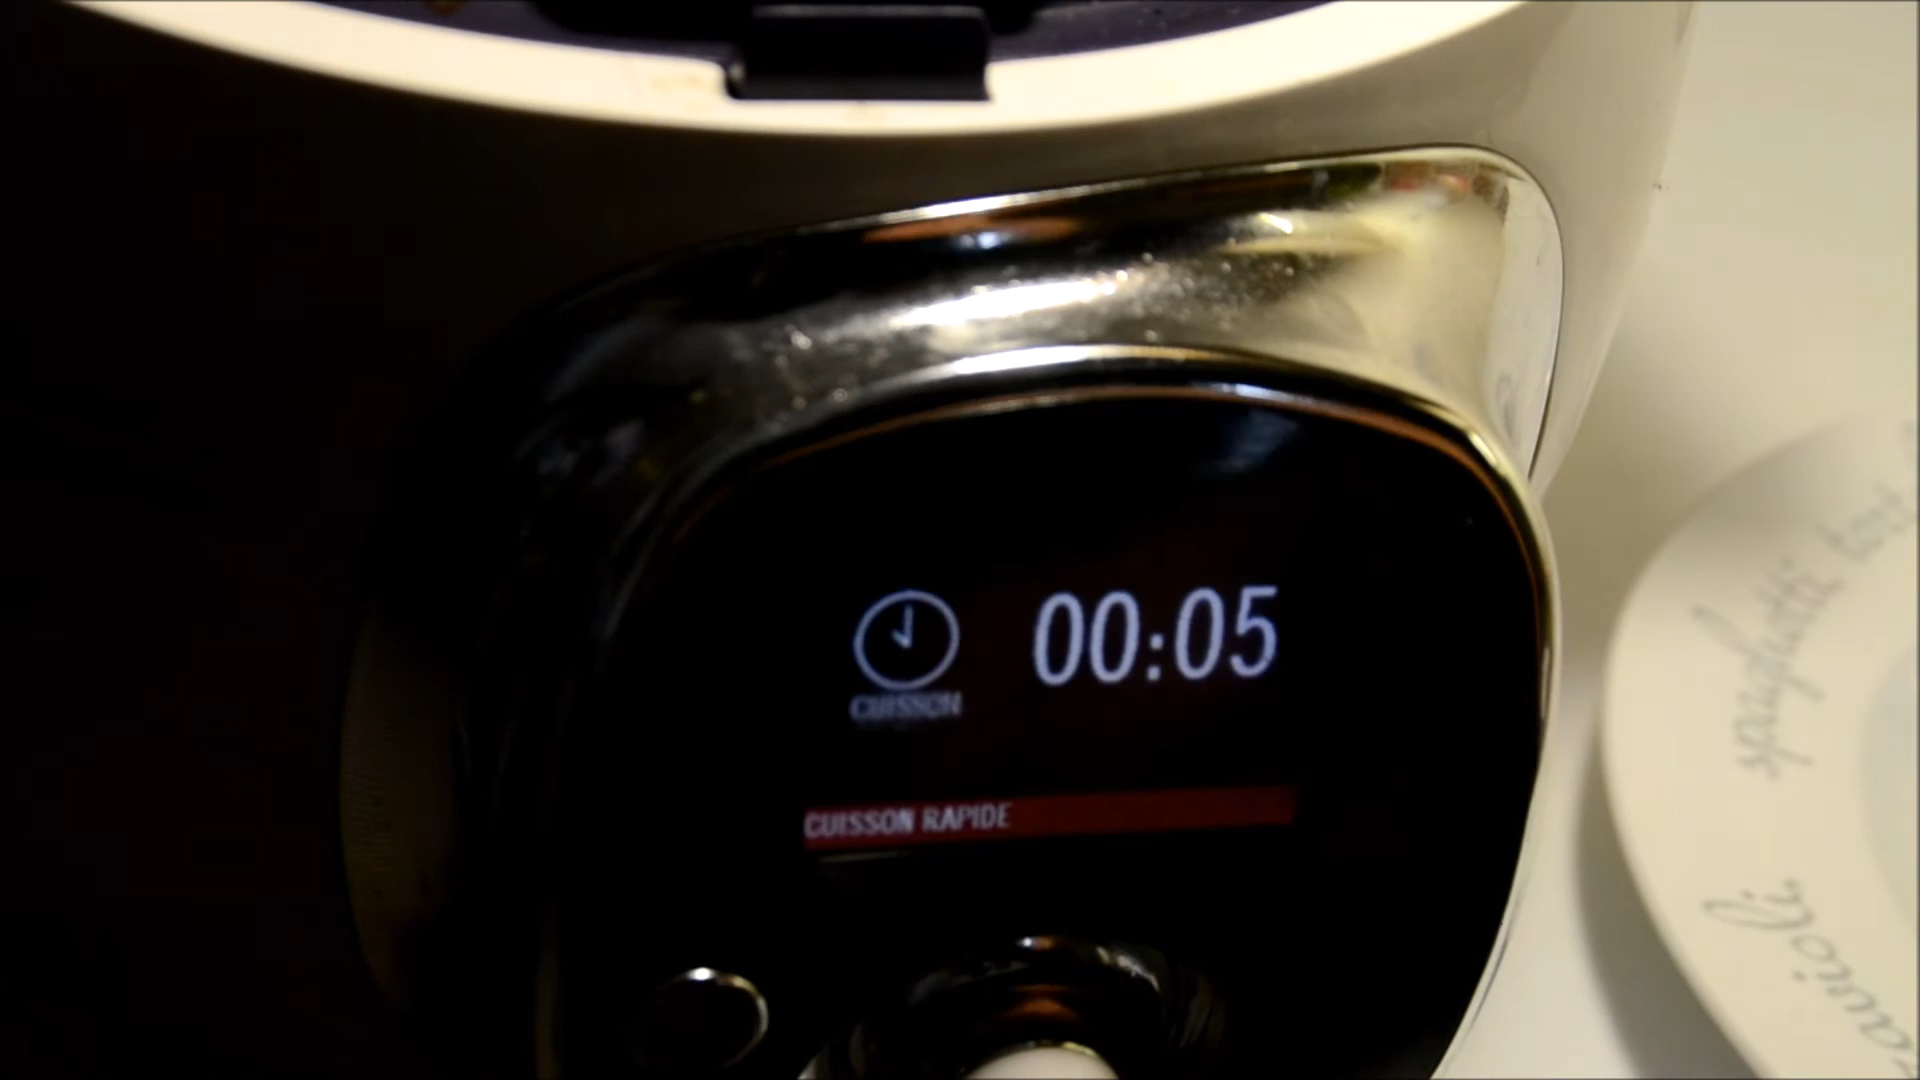 00:05
CUISSON
CUISSON RAPIDE
spaghetti
ravioli